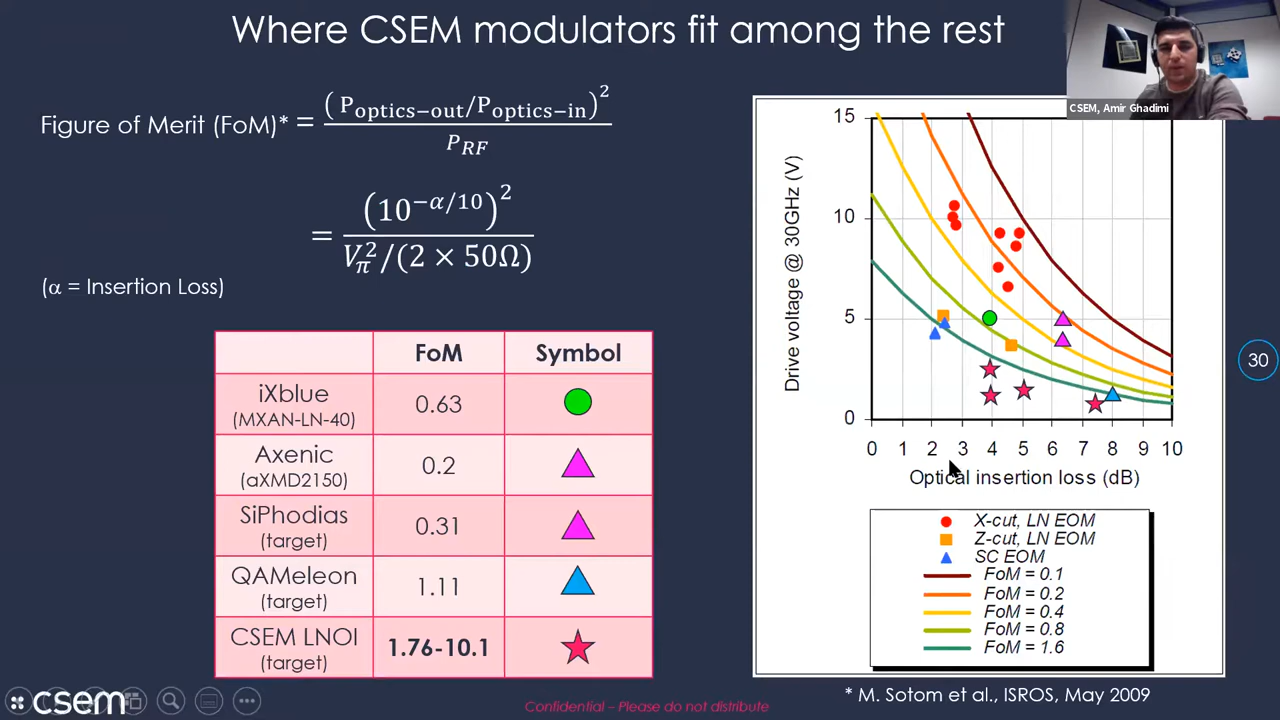 Where CSEM modulators fit among the rest
CSEM, Amir Ghadimi
Figure of Merit (FoM)* = (P_optics−out/P_optics−in)² / P_RF
= (10^−α/10)² / V_π²/(2 × 50Ω)
(α = Insertion Loss)
FoM Symbol
iXblue
(MXAN-LN-40)
0.63
Axenic
(aXMD2150)
0.2
SiPhodias
(target)
0.31
QAMeleon
(target)
1.11
CSEM LNOI
(target)
1.76-10.1
Drive voltage @ 30GHz (V)
15
10
5
0
0 1 2 3 4 5 6 7 8 9 10
Optical insertion loss (dB)
X-cut, LN EOM
Z-cut, LN EOM
SC EOM
FoM = 0.1
FoM = 0.2
FoM = 0.4
FoM = 0.8
FoM = 1.6
30
* M. Sotom et al., ISROS, May 2009
csem
Confidential – Please do not distribute